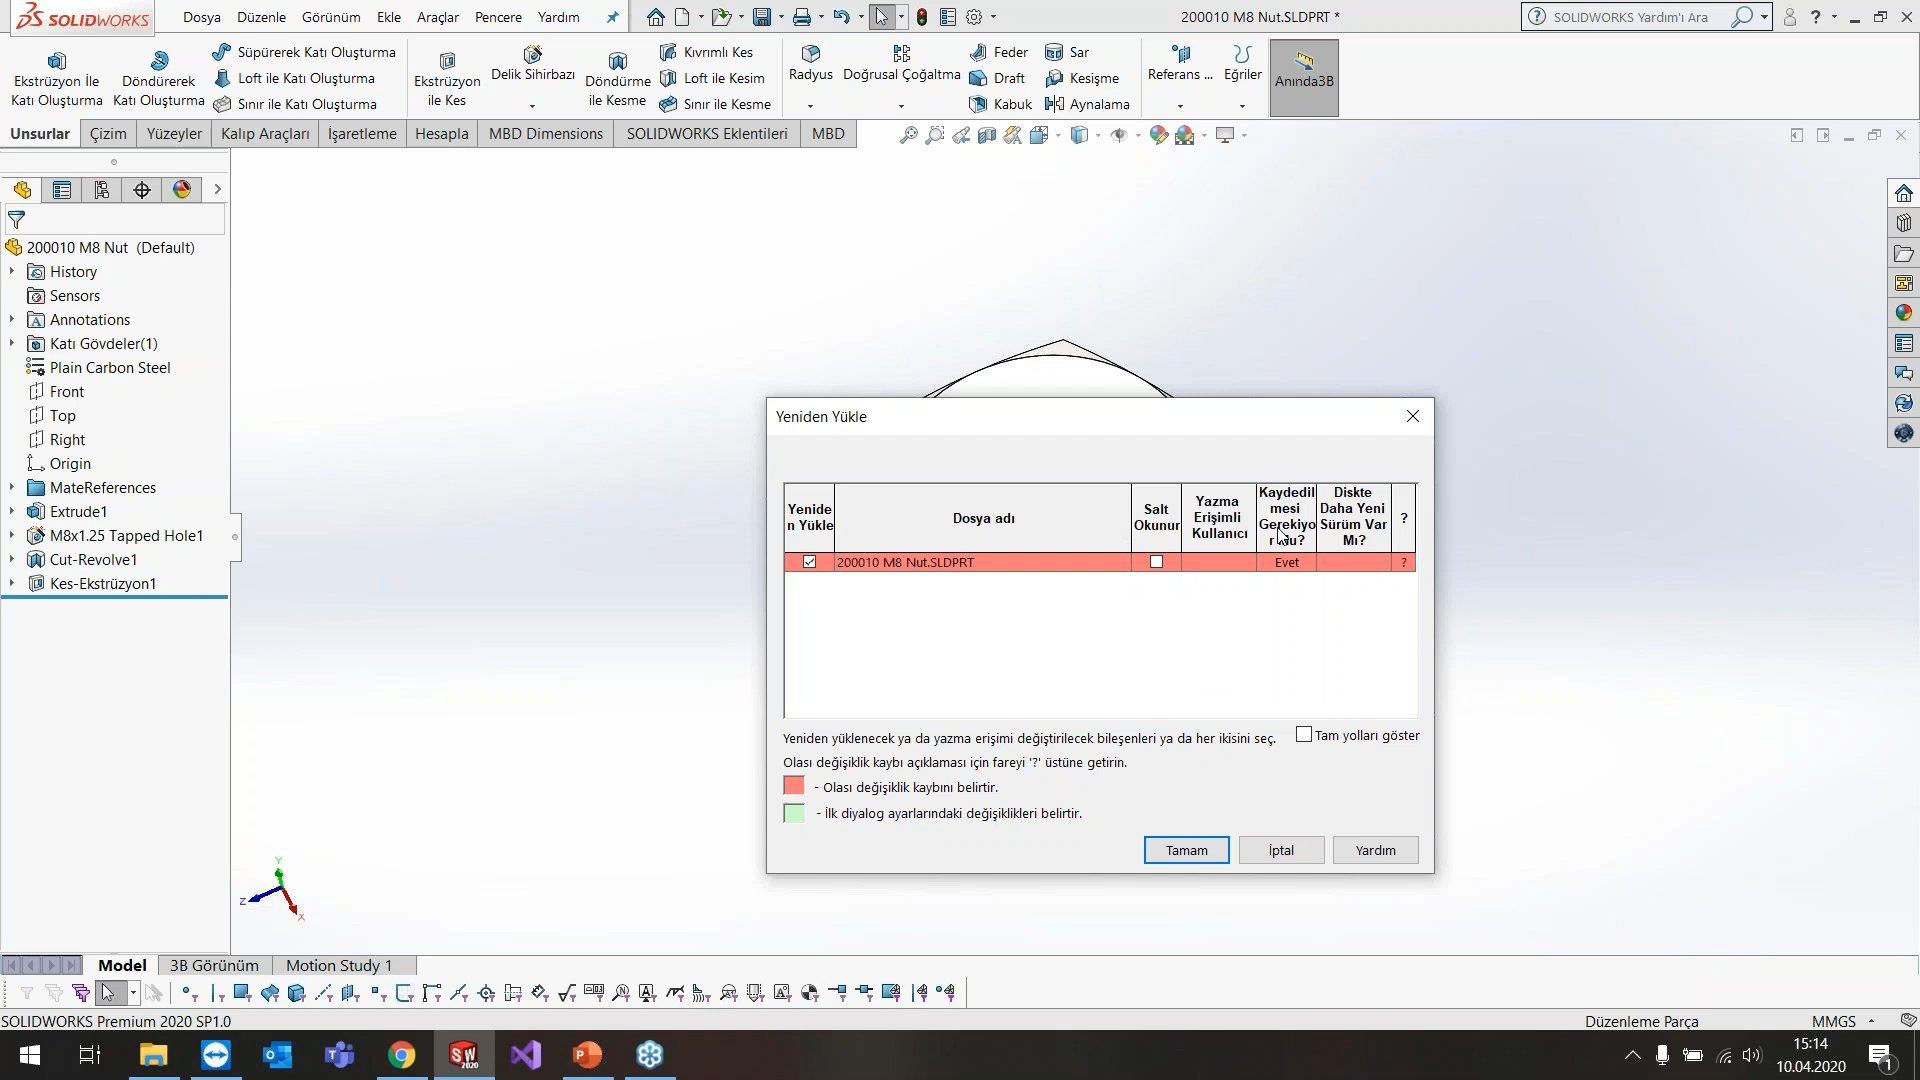 SOLIDWORKS
Dosya Düzenle Görünüm Ekle Araçlar Pencere Yardım
200010 M8 Nut.SLDPRT *
SOLIDWORKS Yardım'ı Ara
?
Ekstrüzyon İle
Katı Oluşturma
Döndürerek
Katı Oluşturma
Süpürerek Katı Oluşturma
Loft ile Katı Oluşturma
Sınır ile Katı Oluşturma
Ekstrüzyon
ile Kes
Delik Sihirbazı
Döndürme
ile Kesme
Kıvrımlı Kes
Loft ile Kesim
Sınır ile Kesme
Radyus
Doğrusal Çoğaltma
Feder
Draft
Kabuk
Sar
Kesişme
Aynalama
Referans ...
Eğriler
Anında3B
Unsurlar Çizim Yüzeyler Kalıp Araçları İşaretleme Hesapla MBD Dimensions SOLIDWORKS Eklentileri MBD
200010 M8 Nut (Default)
History
Sensors
Annotations
Katı Gövdeler(1)
Plain Carbon Steel
Front
Top
Right
Origin
MateReferences
Extrude1
M8x1.25 Tapped Hole1
Cut-Revolve1
Kes-Ekstrüzyon1
Yeniden Yükle
Yenide
n Yükle
Dosya adı
Salt
Okunur
Yazma
Erişimli
Kullanıcı
Kaydedil
mesi
Gerekiyo
r Mu?
Diskte
Daha Yeni
Sürüm Var
Mı?
?
200010 M8 Nut.SLDPRT Evet ?
Yeniden yüklenecek ya da yazma erişimi değiştirilecek bileşenleri ya da her ikisini seç.
Tam yolları göster
Olası değişiklik kaybı açıklaması için fareyi '?' üstüne getirin.
- Olası değişiklik kaybını belirtir.
- İlk diyalog ayarlarındaki değişiklikleri belirtir.
Tamam İptal Yardım
Y
Z
X
Model 3B Görünüm Motion Study 1
SOLIDWORKS Premium 2020 SP1.0
Düzenleme Parça
MMGS
SW
2020
15:14
10.04.2020
1